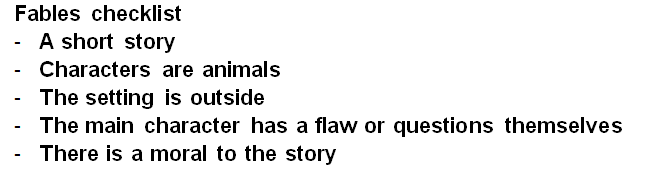 Fables checklist
- A short story
- Characters are animals
- The setting is outside
- The main character has a flaw or questions themselves
- There is a moral to the story